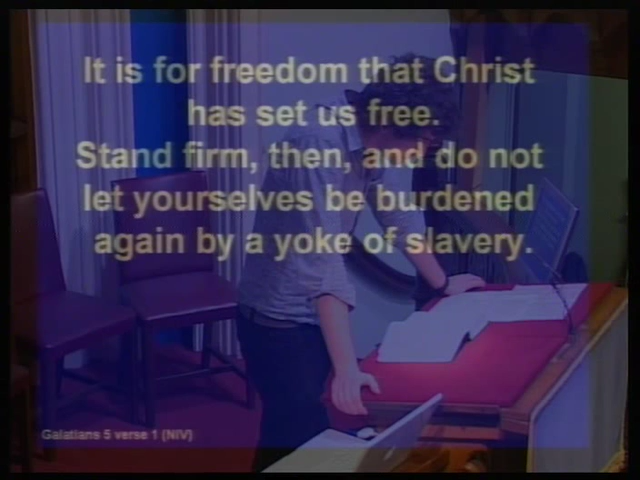 It is for freedom that Christ
has set us free.
Stand firm, then, and do not
let yourselves be burdened
again by a yoke of slavery.
Galatians 5 verse 1 (NIV)